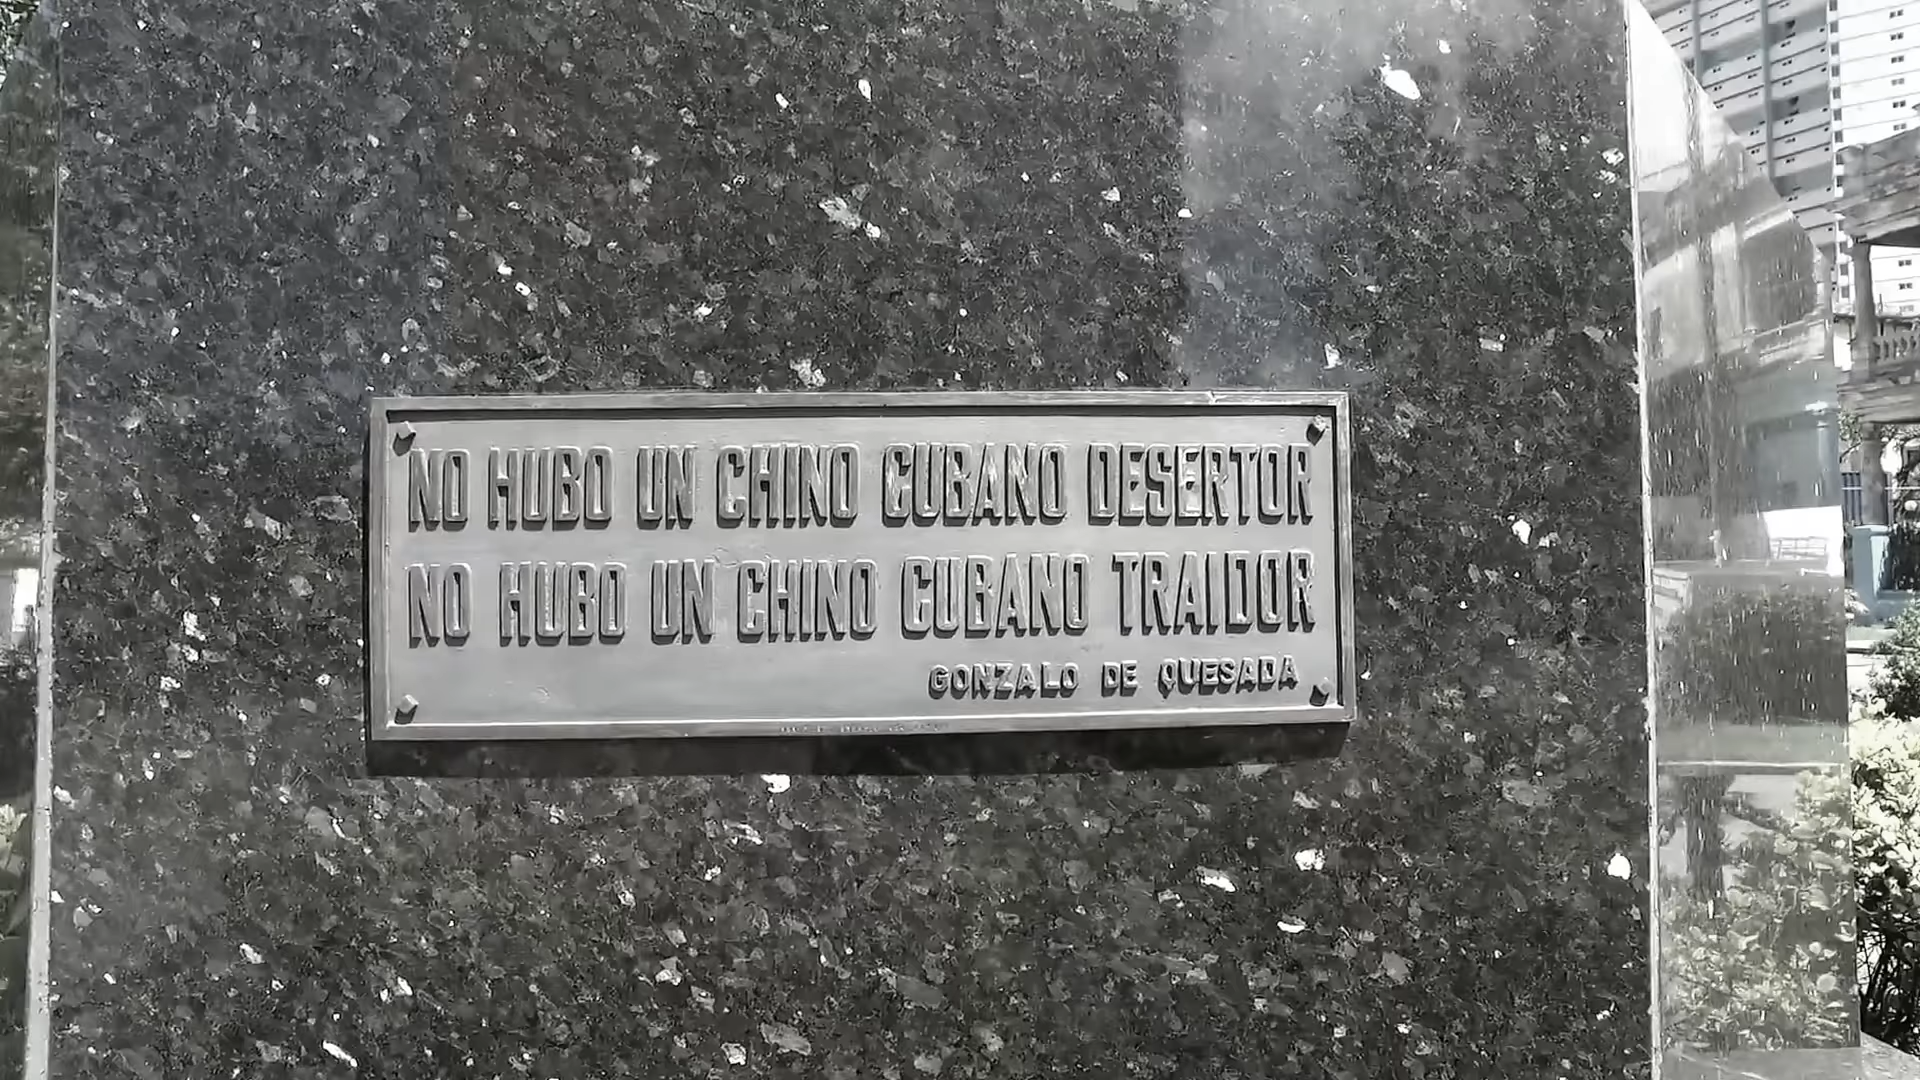 NO HUBO UN CHINO CUBANO DESERTOR
NO HUBO UN CHINO CUBANO TRAIDOR
GONZALO DE QUESADA